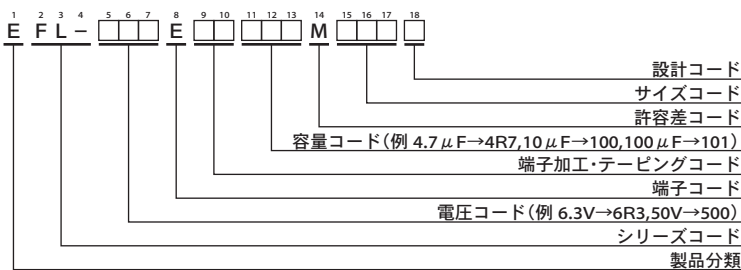 1 2 3 4 5 6 7 8 9 10 11 12 13 14 15 16 17 18
E F L - □□□ E □□ □□□ M □□□ □
設計コード
サイズコード
許容差コード
容量コード(例 4.7μF→4R7,10μF→100,100μF→101)
端子加工・テーピングコード
端子コード
電圧コード(例 6.3V→6R3,50V→500)
シリーズコード
製品分類